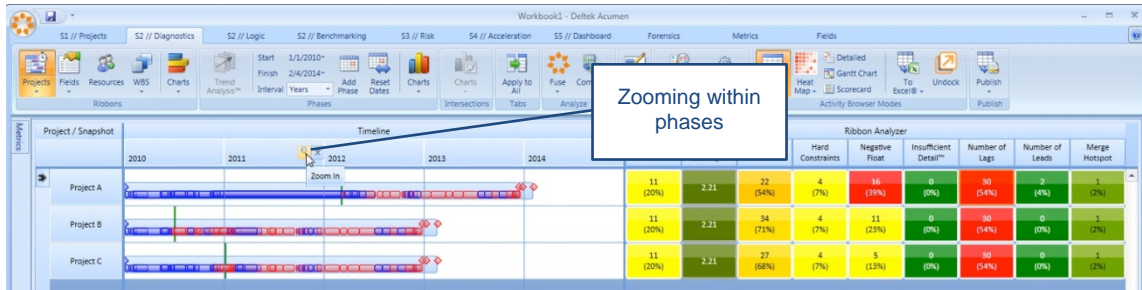 Workbook1 - Deltek Acumen
S1 // Projects S2 // Diagnostics S2 // Logic S2 // Benchmarking S3 // Risk S4 // Acceleration S5 // Dashboard Forensics Metrics Fields
Start 1/1/2010
Finish 2/4/2014
Interval Years
Projects Fields Resources WBS Charts Trend Analysis™ Add Phase Reset Dates Charts Charts Apply to All Fuse Heat Map Detailed Gantt Chart Scorecard To Excel® Undock Publish
Ribbons Phases Intersections Tabs Analyze Activity Browser Modes Publish
Zooming within
phases
Metrics
Project / Snapshot Timeline Ribbon Analyzer
2010 2011 2012 2013 2014 Hard Constraints Negative Float Insufficient Detail™ Number of Lags Number of Leads Merge Hotspot
Zoom In
Project A 11 (20%) 2.21 22 (54%) 4 (7%) 16 (39%) 0 (0%) 30 (54%) 2 (4%) 1 (2%)
Project B 11 (20%) 2.21 34 (71%) 4 (7%) 11 (23%) 0 (0%) 30 (54%) 0 (0%) 1 (2%)
Project C 11 (20%) 2.21 27 (68%) 4 (7%) 5 (13%) 0 (0%) 30 (54%) 0 (0%) 1 (2%)